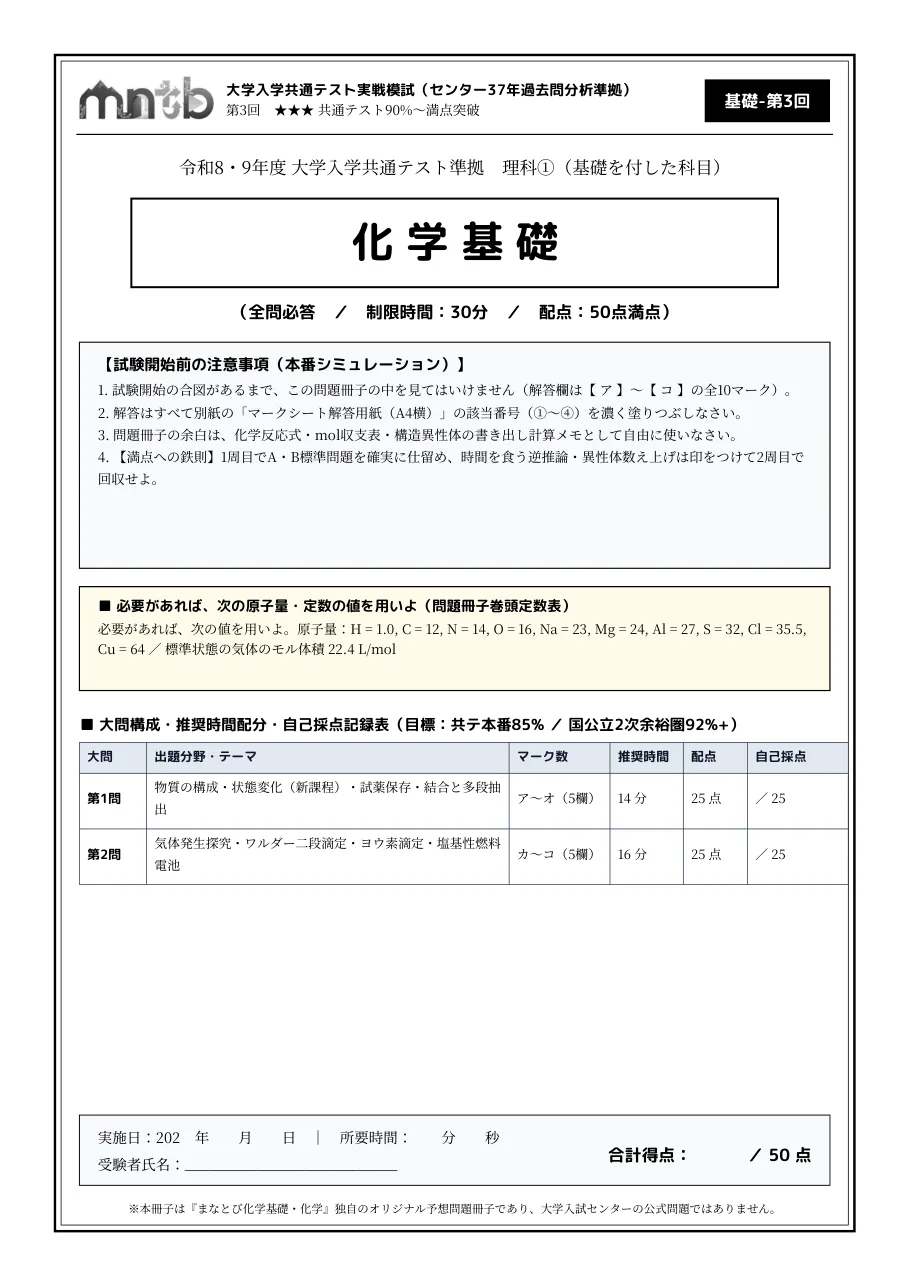 mntb
大学入学共通テスト実戦模試（センター37年過去問分析準拠）
第3回　★★★ 共通テスト90%～満点突破
基礎-第3回
令和8・9年度 大学入学共通テスト準拠　理科①（基礎を付した科目）
化学基礎
（全問必答　／　制限時間：30分　／　配点：50点満点）
【試験開始前の注意事項（本番シミュレーション）】
1. 試験開始の合図があるまで、この問題冊子の中を見てはいけません（解答欄は【 ア 】～【 コ 】の全10マーク）。
2. 解答はすべて別紙の「マークシート解答用紙（A4横）」の該当番号（①～④）を濃く塗りつぶしなさい。
3. 問題冊子の余白は、化学反応式・mol収支表・構造異性体の書き出し計算メモとして自由に使いなさい。
4. 【満点への鉄則】1周目でA・B標準問題を確実に仕留め、時間を食う逆推論・異性体数え上げは印をつけて2周目で
回収せよ。
■ 必要があれば、次の原子量・定数の値を用いよ（問題冊子巻頭定数表）
必要があれば、次の値を用いよ。原子量：H = 1.0, C = 12, N = 14, O = 16, Na = 23, Mg = 24, Al = 27, S = 32, Cl = 35.5,
Cu = 64 ／ 標準状態の気体のモル体積 22.4 L/mol
■ 大問構成・推奨時間配分・自己採点記録表（目標：共テ本番85% ／ 国公立2次余裕圏92%+）
大問　出題分野・テーマ　マーク数　推奨時間　配点　自己採点
第1問　物質の構成・状態変化（新課程）・試薬保存・結合と多段抽
出　ア～オ（5欄）　14 分　25 点　／ 25
第2問　気体発生探究・ワルダー二段滴定・ヨウ素滴定・塩基性燃料
電池　カ～コ（5欄）　16 分　25 点　／ 25
実施日：202　年　　月　　日　｜　所要時間：　　分　　秒
受験者氏名：______________________________
合計得点：　　　／ 50 点
※本冊子は『まなとび化学基礎・化学』独自のオリジナル予想問題冊子であり、大学入試センターの公式問題ではありません。